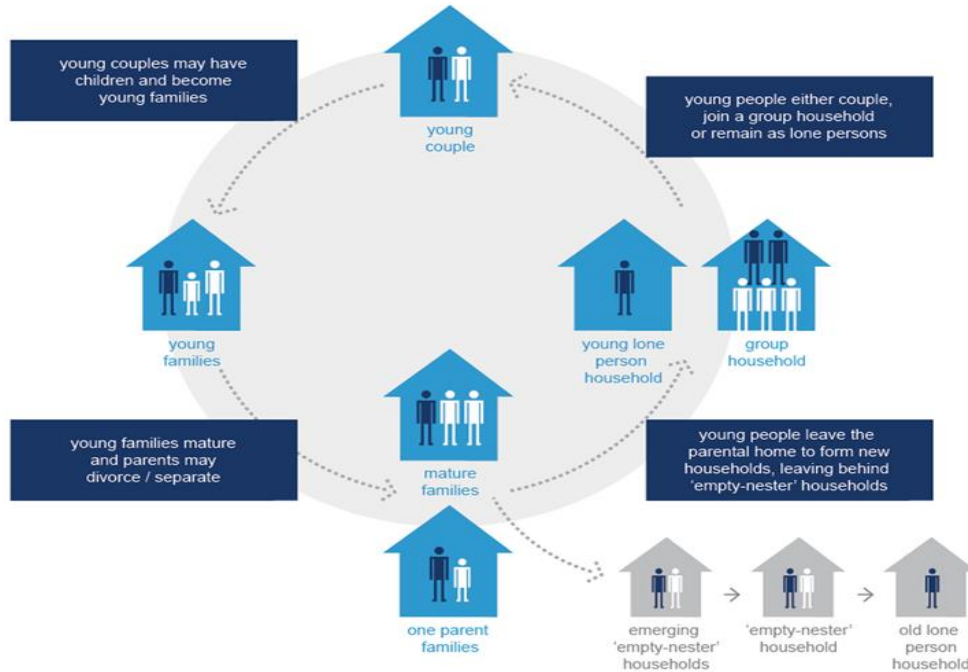 young couples may have
children and become
young families
young
couple
young people either couple,
join a group household
or remain as lone persons
young
families
young lone
person
household
group
household
mature
families
young families mature
and parents may
divorce / separate
young people leave the
parental home to form new
households, leaving behind
‘empty-nester’ households
one parent
families
emerging
‘empty-nester’
households
‘empty-nester’
household
old lone
person
household